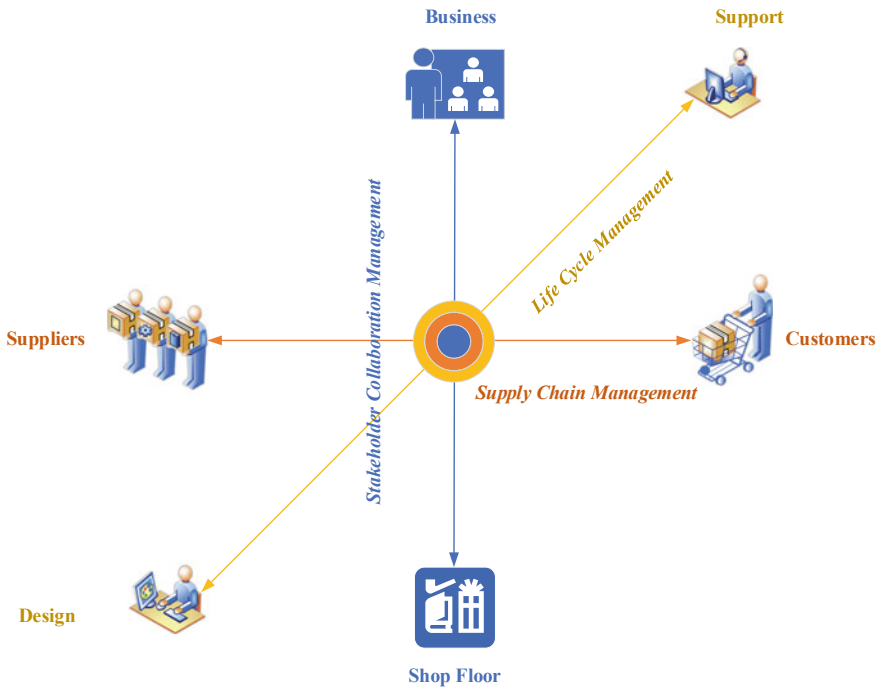 Business
Support
Stakeholder Collaboration Management
Life Cycle Management
Suppliers
Customers
Supply Chain Management
Design
Shop Floor